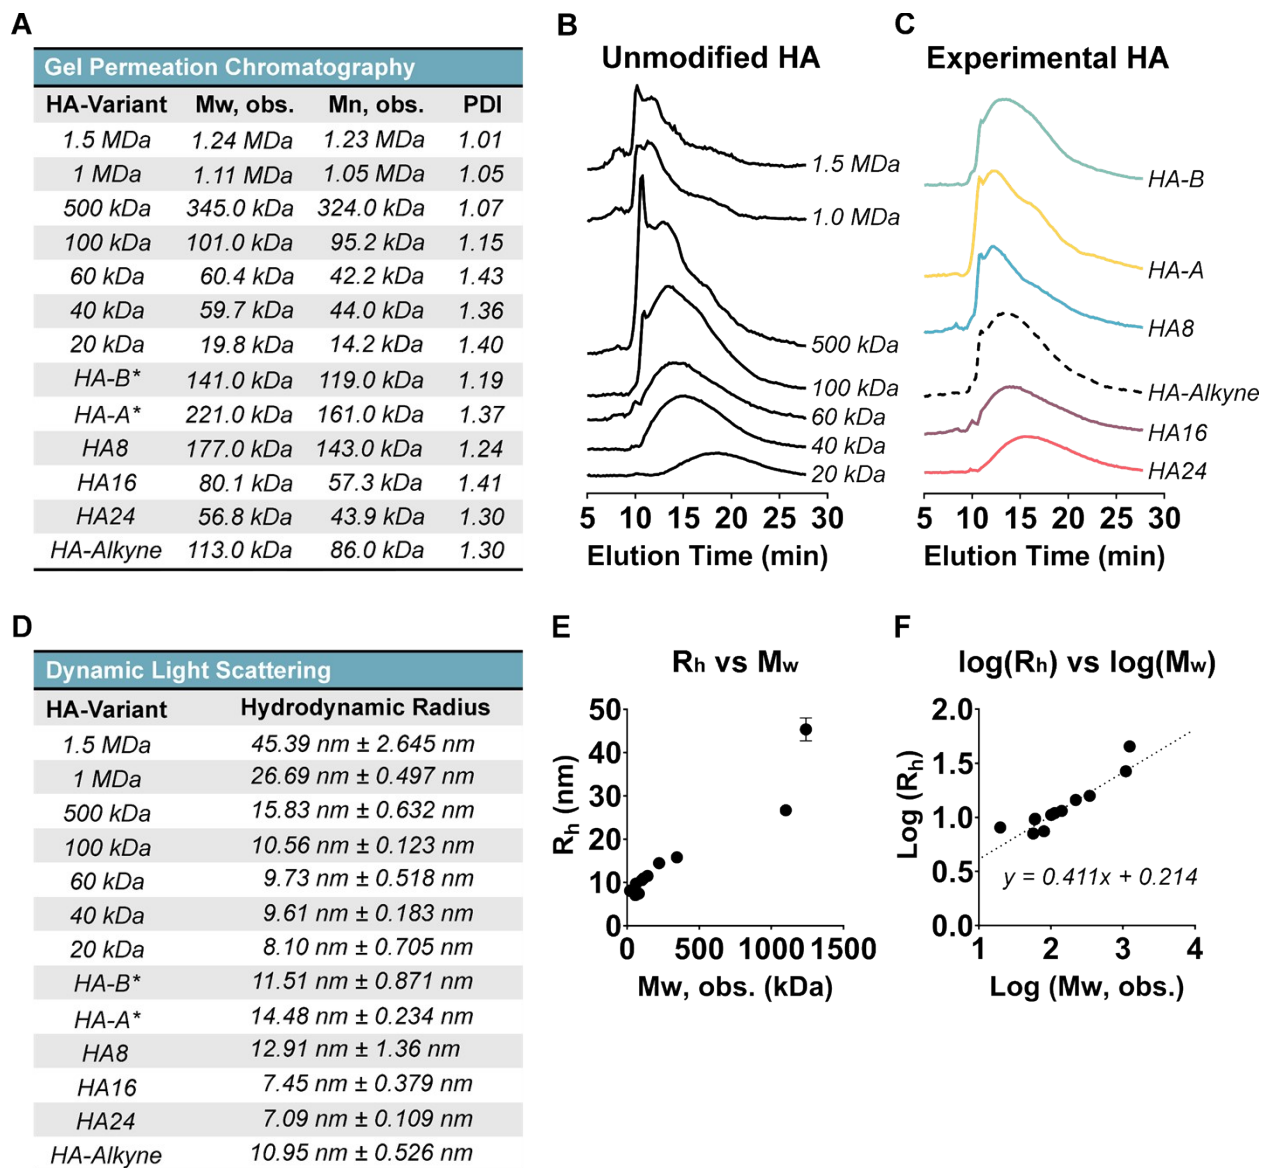 A
Gel Permeation Chromatography
HA-Variant Mw, obs. Mn, obs. PDI
1.5 MDa 1.24 MDa 1.23 MDa 1.01
1 MDa 1.11 MDa 1.05 MDa 1.05
500 kDa 345.0 kDa 324.0 kDa 1.07
100 kDa 101.0 kDa 95.2 kDa 1.15
60 kDa 60.4 kDa 42.2 kDa 1.43
40 kDa 59.7 kDa 44.0 kDa 1.36
20 kDa 19.8 kDa 14.2 kDa 1.40
HA-B* 141.0 kDa 119.0 kDa 1.19
HA-A* 221.0 kDa 161.0 kDa 1.37
HA8 177.0 kDa 143.0 kDa 1.24
HA16 80.1 kDa 57.3 kDa 1.41
HA24 56.8 kDa 43.9 kDa 1.30
HA-Alkyne 113.0 kDa 86.0 kDa 1.30
B
Unmodified HA
1.5 MDa
1.0 MDa
500 kDa
100 kDa
60 kDa
40 kDa
20 kDa
5 10 15 20 25 30
Elution Time (min)
C
Experimental HA
HA-B
HA-A
HA8
HA-Alkyne
HA16
HA24
5 10 15 20 25 30
Elution Time (min)
D
Dynamic Light Scattering
HA-Variant Hydrodynamic Radius
1.5 MDa 45.39 nm ± 2.645 nm
1 MDa 26.69 nm ± 0.497 nm
500 kDa 15.83 nm ± 0.632 nm
100 kDa 10.56 nm ± 0.123 nm
60 kDa 9.73 nm ± 0.518 nm
40 kDa 9.61 nm ± 0.183 nm
20 kDa 8.10 nm ± 0.705 nm
HA-B* 11.51 nm ± 0.871 nm
HA-A* 14.48 nm ± 0.234 nm
HA8 12.91 nm ± 1.36 nm
HA16 7.45 nm ± 0.379 nm
HA24 7.09 nm ± 0.109 nm
HA-Alkyne 10.95 nm ± 0.526 nm
E
Rh vs Mw
50
40
30
20
10
0
Rh (nm)
0 500 1000 1500
Mw, obs. (kDa)
F
log(Rh) vs log(Mw)
2.0
1.5
1.0
0.5
0.0
Log (Rh)
y = 0.411x + 0.214
1 2 3 4
Log (Mw, obs.)